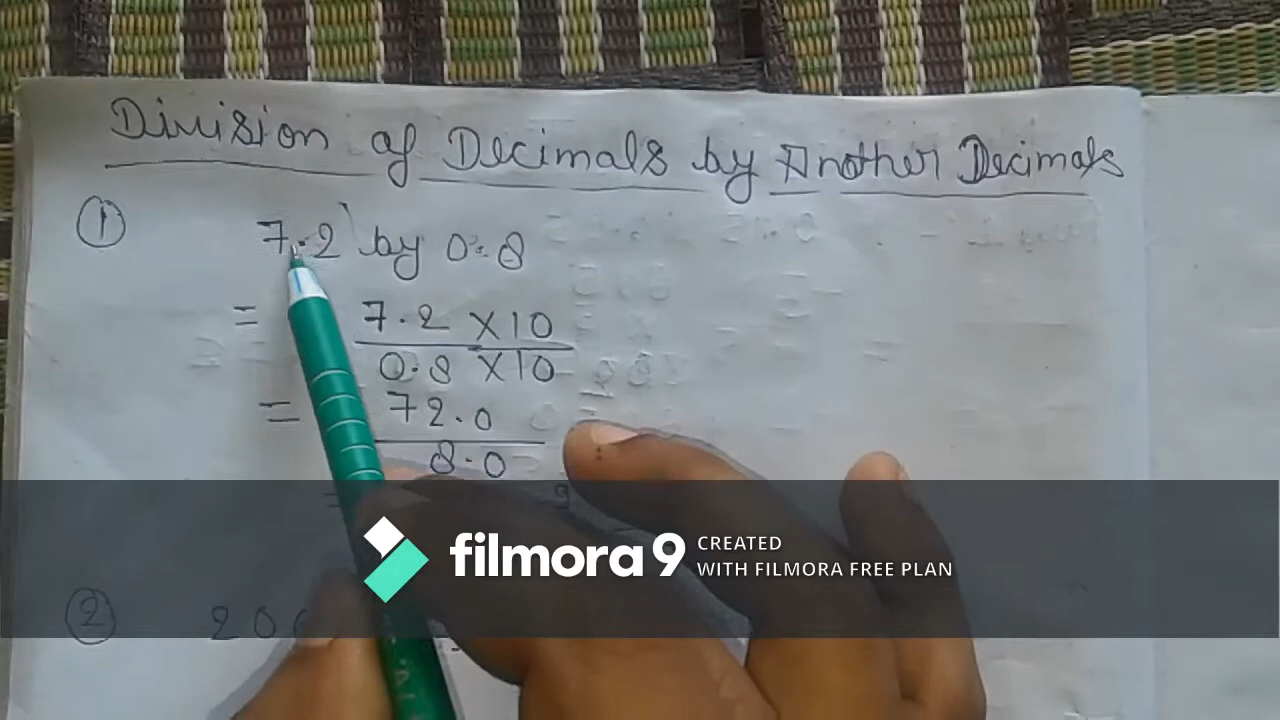 Division of Decimals by Another Decimals
① 7.2 by 0.8
= 7.2 X 10
0.8 X 10
= 72.0
8.0
= 9
filmora9 CREATED
WITH FILMORA FREE PLAN
②